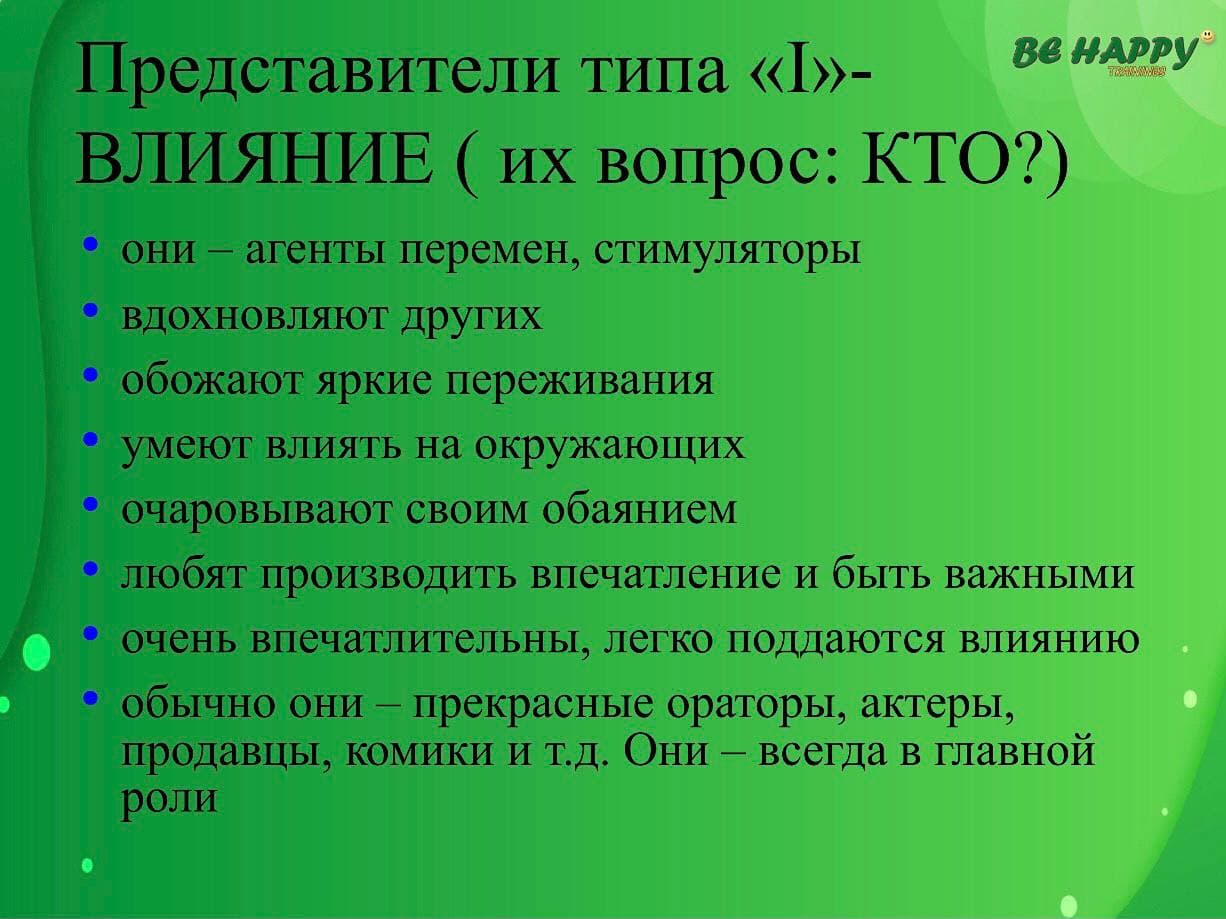 Представители типа «I»-
BE HAPPY
TRAININGS
ВЛИЯНИЕ ( их вопрос: КТО?)
• они – агенты перемен, стимуляторы
• вдохновляют других
• обожают яркие переживания
• умеют влиять на окружающих
• очаровывают своим обаянием
• любят производить впечатление и быть важными
• очень впечатлительны, легко поддаются влиянию
• обычно они – прекрасные ораторы, актеры,
продавцы, комики и т.д. Они – всегда в главной
роли